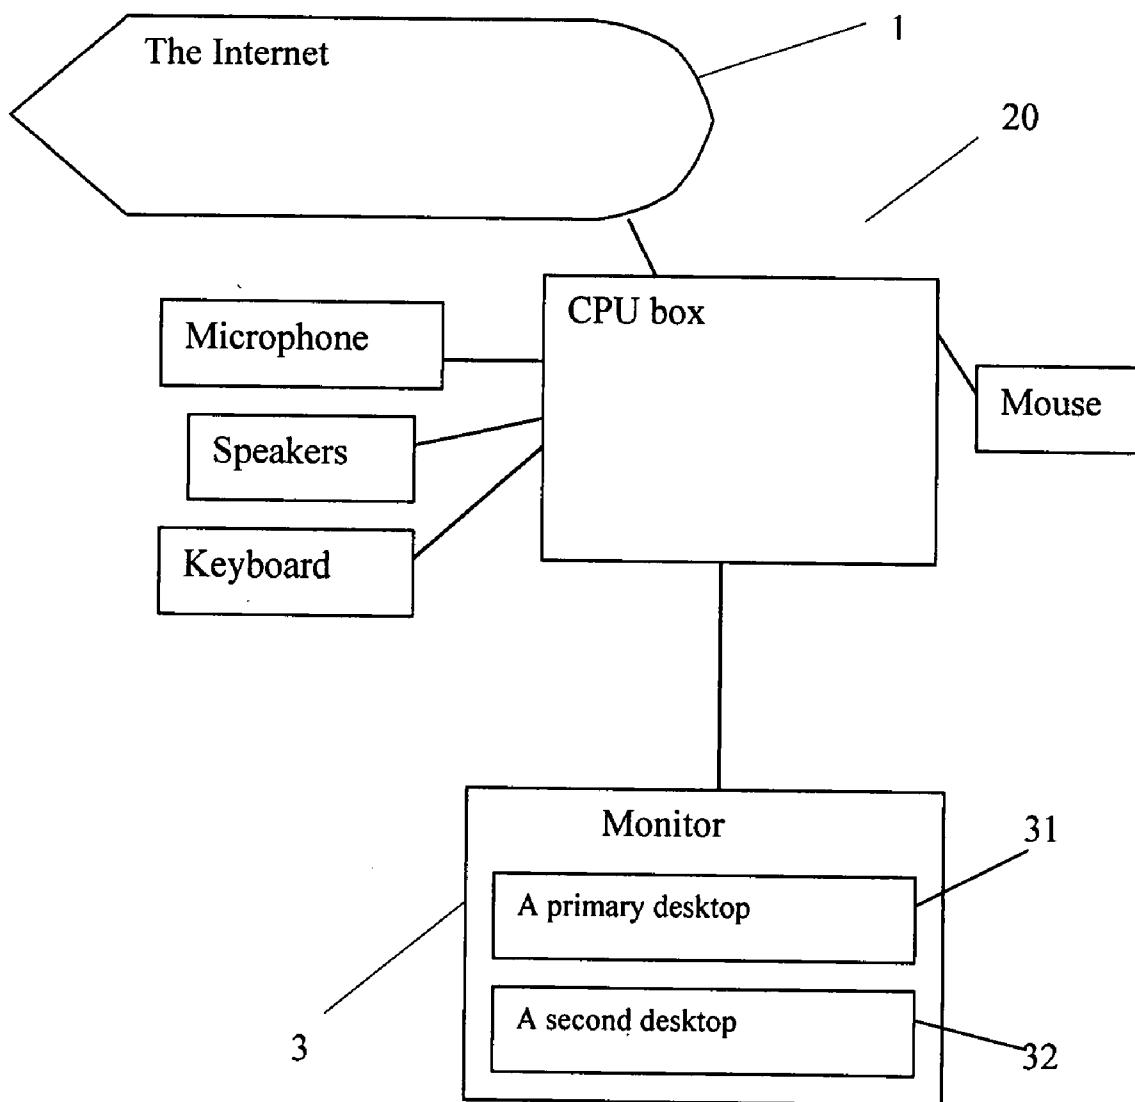 The Internet
1
20
CPU box
Microphone
Mouse
Speakers
Keyboard
Monitor
31
A primary desktop
A second desktop
3
32